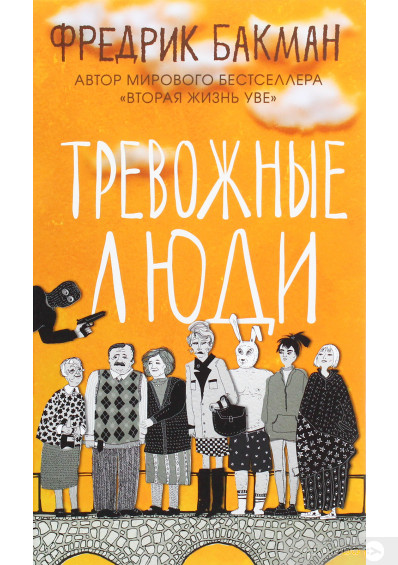 ФРЕДРИК БАКМАН
АВТОР МИРОВОГО БЕСТСЕЛЛЕРА
«ВТОРАЯ ЖИЗНЬ УВЕ»
ТРЕВОЖНЫЕ
ЛЮДИ